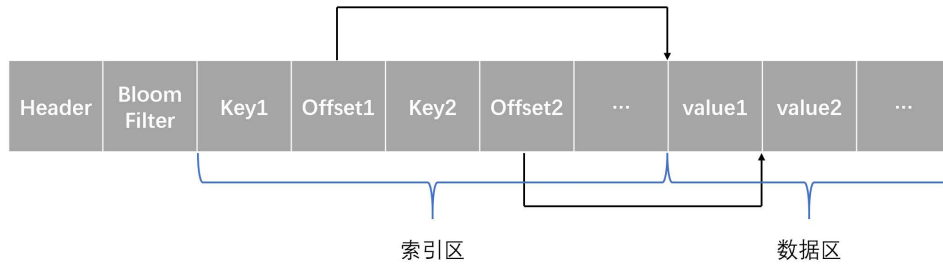 Header
Bloom
Filter
Key1
Offset1
Key2
Offset2
...
value1
value2
...
索引区
数据区